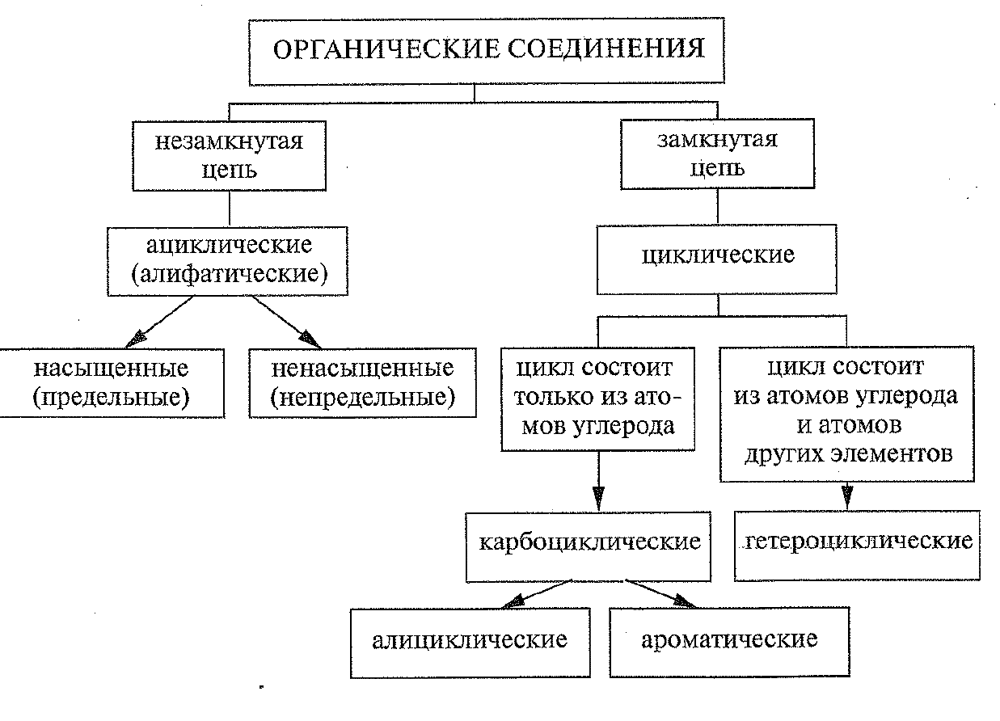 ОРГАНИЧЕСКИЕ СОЕДИНЕНИЯ
незамкнутая
цепь
замкнутая
цепь
ациклические
(алифатические)
циклические
насыщенные
(предельные)
ненасыщенные
(непредельные)
цикл состоит
только из ато-
мов углерода
цикл состоит
из атомов углерода
и атомов
других элементов
карбоциклические
гетероциклические
алициклические
ароматические